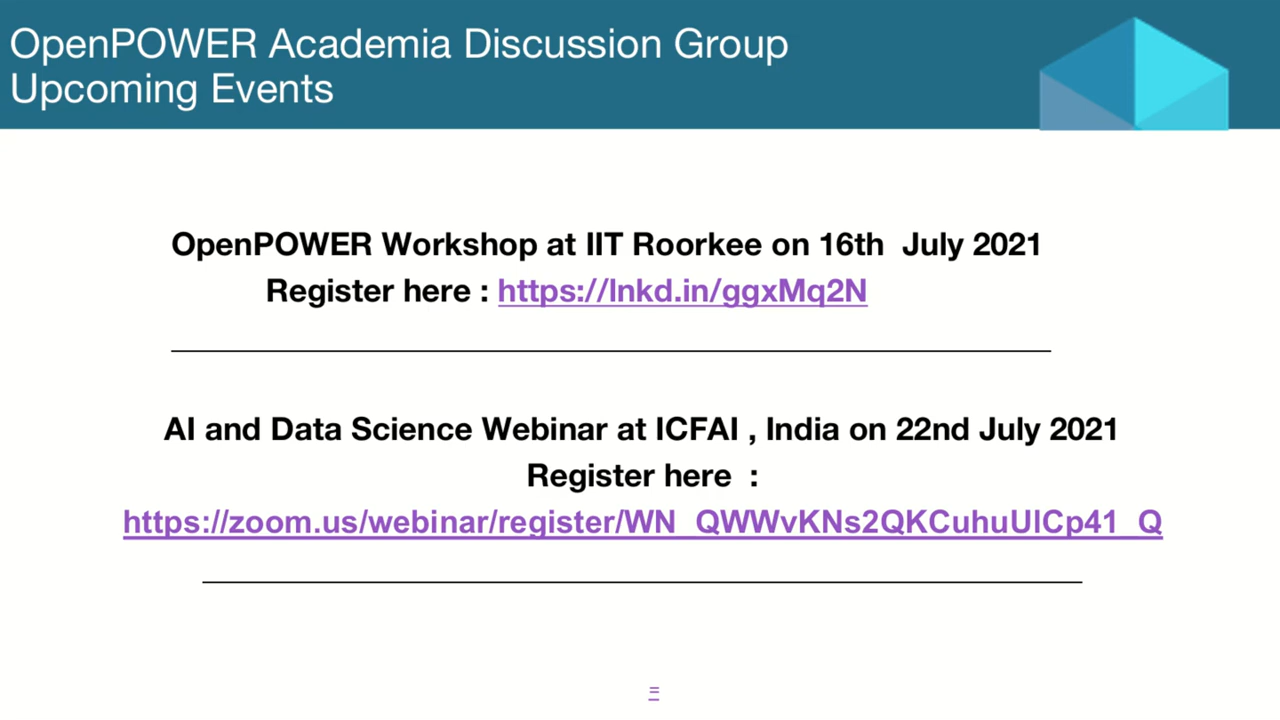 OpenPOWER Academia Discussion Group
Upcoming Events
OpenPOWER Workshop at IIT Roorkee on 16th July 2021
Register here : https://lnkd.in/ggxMq2N
AI and Data Science Webinar at ICFAI , India on 22nd July 2021
Register here :
https://zoom.us/webinar/register/WN_QWWvKNs2QKCuhuUlCp41_Q
=